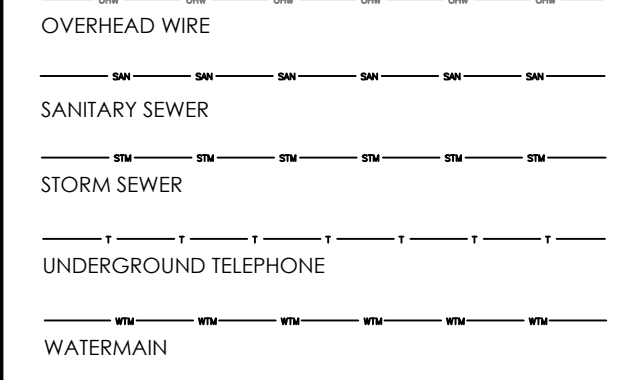 OHW OHW OHW OHW OHW OHW
OVERHEAD WIRE
SAN SAN SAN SAN SAN SAN
SANITARY SEWER
STM STM STM STM STM STM
STORM SEWER
T T T T T T T
UNDERGROUND TELEPHONE
WTM WTM WTM WTM WTM WTM
WATERMAIN